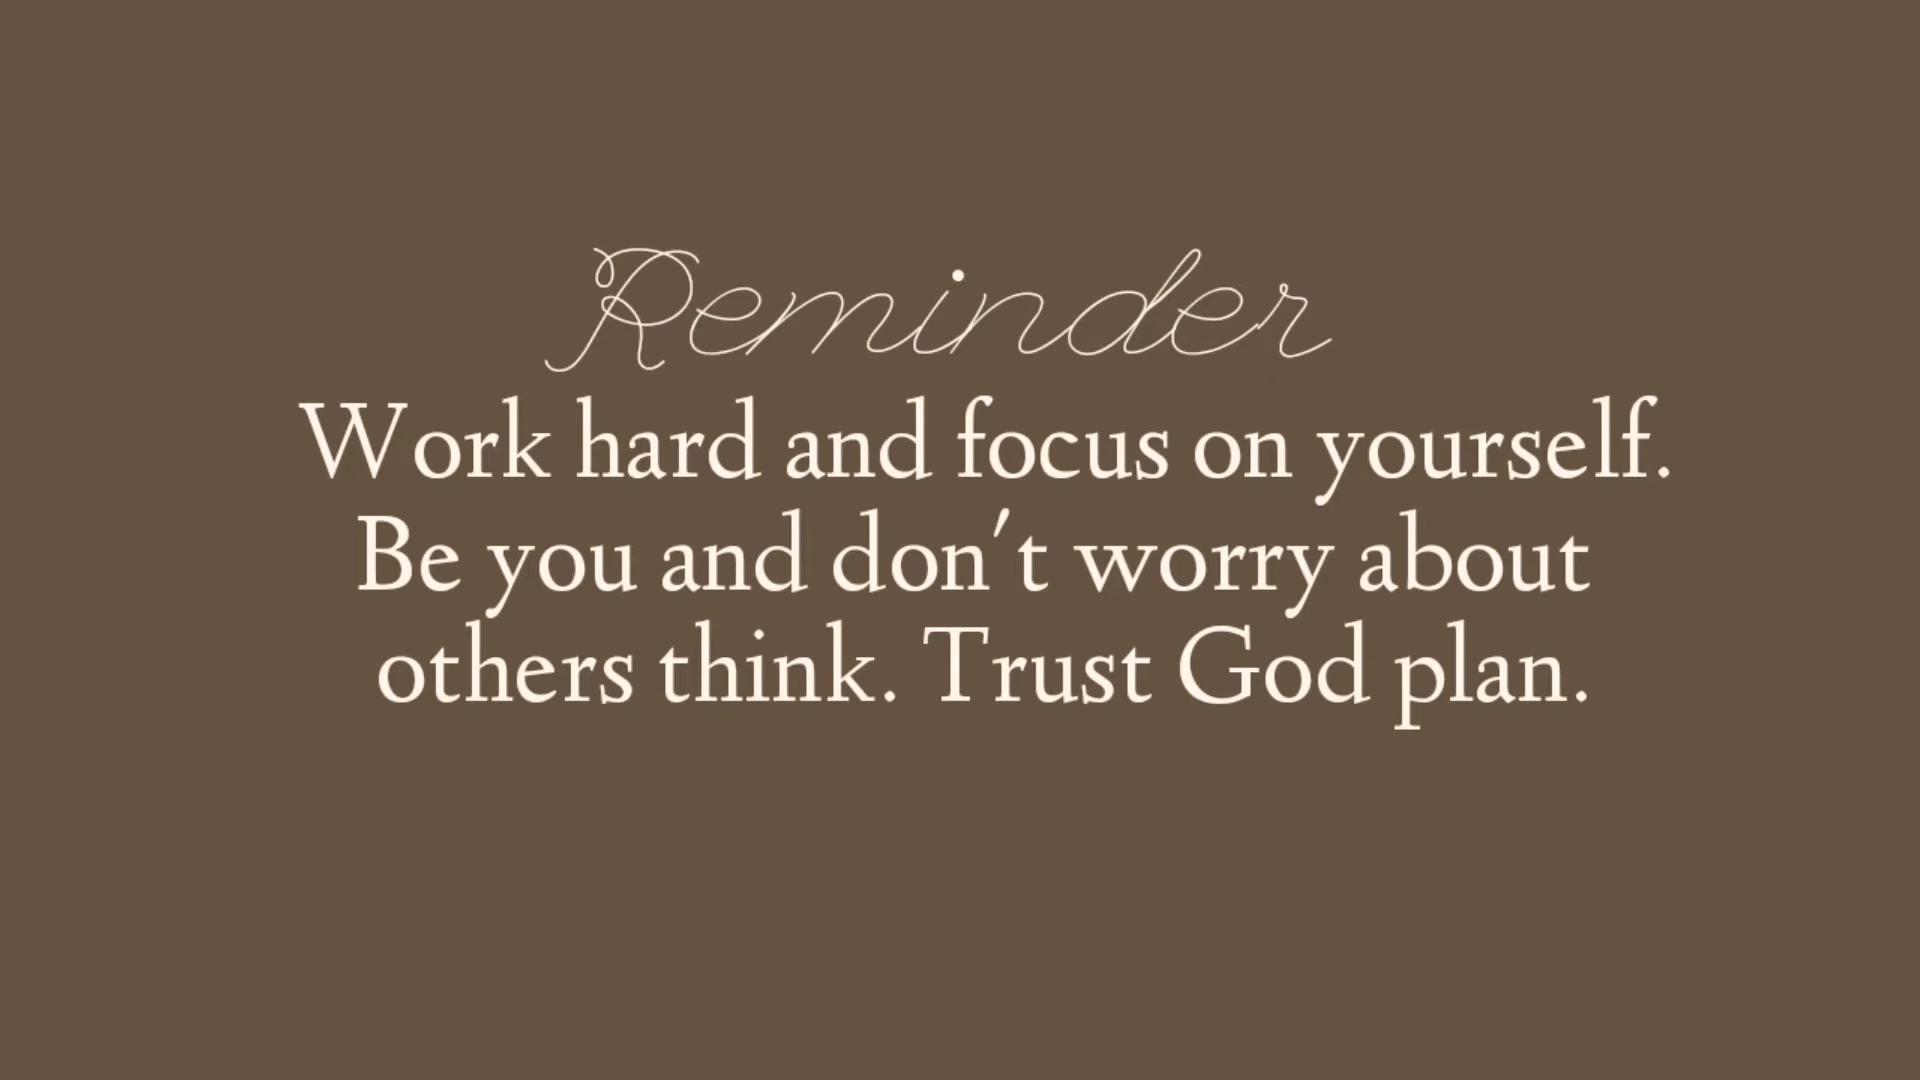 Reminder
Work hard and focus on yourself.
Be you and don't worry about
others think. Trust God plan.